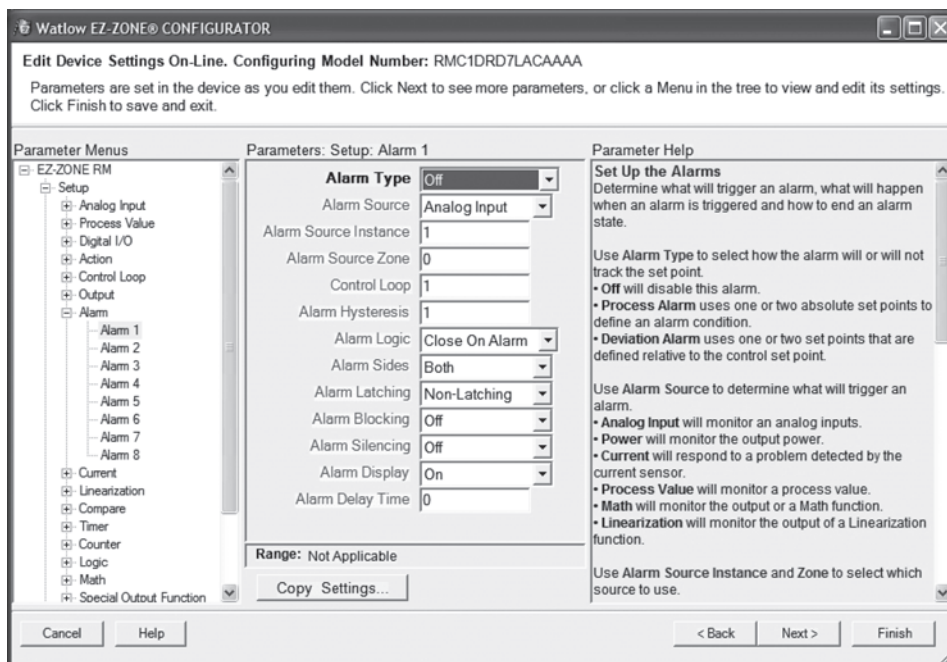 Watlow EZ-ZONE® CONFIGURATOR
Edit Device Settings On-Line. Configuring Model Number: RMC1DRD7LACAAAA
Parameters are set in the device as you edit them. Click Next to see more parameters, or click a Menu in the tree to view and edit its settings.
Click Finish to save and exit.
Parameter Menus
EZ-ZONE RM
Setup
Analog Input
Process Value
Digital I/O
Action
Control Loop
Output
Alarm
Alarm 1
Alarm 2
Alarm 3
Alarm 4
Alarm 5
Alarm 6
Alarm 7
Alarm 8
Current
Linearization
Compare
Timer
Counter
Logic
Math
Special Output Function
Parameters: Setup: Alarm 1
Alarm Type Off
Alarm Source Analog Input
Alarm Source Instance 1
Alarm Source Zone 0
Control Loop 1
Alarm Hysteresis 1
Alarm Logic Close On Alarm
Alarm Sides Both
Alarm Latching Non-Latching
Alarm Blocking Off
Alarm Silencing Off
Alarm Display On
Alarm Delay Time 0
Range: Not Applicable
Copy Settings...
Parameter Help
Set Up the Alarms
Determine what will trigger an alarm, what will happen
when an alarm is triggered and how to end an alarm
state.
Use Alarm Type to select how the alarm will or will not
track the set point.
• Off will disable this alarm.
• Process Alarm uses one or two absolute set points to
define an alarm condition.
• Deviation Alarm uses one or two set points that are
defined relative to the control set point.
Use Alarm Source to determine what will trigger an
alarm.
• Analog Input will monitor an analog inputs.
• Power will monitor the output power.
• Current will respond to a problem detected by the
current sensor.
• Process Value will monitor a process value.
• Math will monitor the output or a Math function.
• Linearization will monitor the output of a Linearization
function.
Use Alarm Source Instance and Zone to select which
source to use.
Cancel
Help
< Back
Next >
Finish